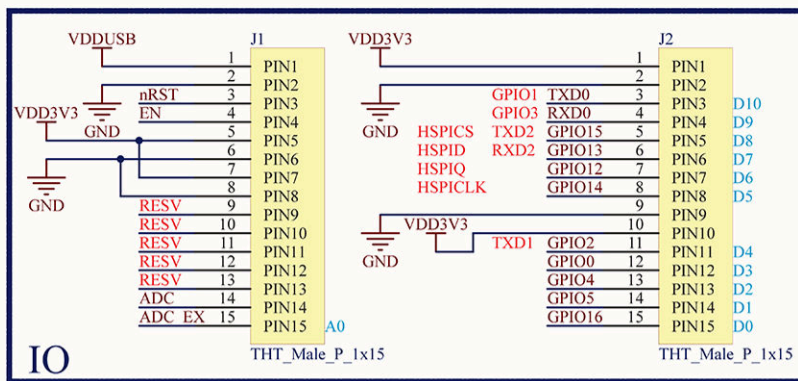 VDDUSB J1
1 PIN1
2 PIN2
nRST 3 PIN3
VDD3V3 EN 4 PIN4
GND 5 PIN5
6 PIN6
7 PIN7
GND 8 PIN8
RESV 9 PIN9
RESV 10 PIN10
RESV 11 PIN11
RESV 12 PIN12
RESV 13 PIN13
ADC 14 PIN14
ADC EX 15 PIN15 A0
THT_Male_P_1x15
VDD3V3 J2
1 PIN1
2 PIN2
GPIO1 TXD0 3 PIN3 D10
GND GPIO3 RXD0 4 PIN4 D9
HSPICS TXD2 GPIO15 5 PIN5 D8
HSPID RXD2 GPIO13 6 PIN6 D7
HSPIQ GPIO12 7 PIN7 D6
HSPICLK GPIO14 8 PIN8 D5
9 PIN9
VDD3V3 10 PIN10
GND TXD1 GPIO2 11 PIN11 D4
GPIO0 12 PIN12 D3
GPIO4 13 PIN13 D2
GPIO5 14 PIN14 D1
GPIO16 15 PIN15 D0
THT_Male_P_1x15
IO